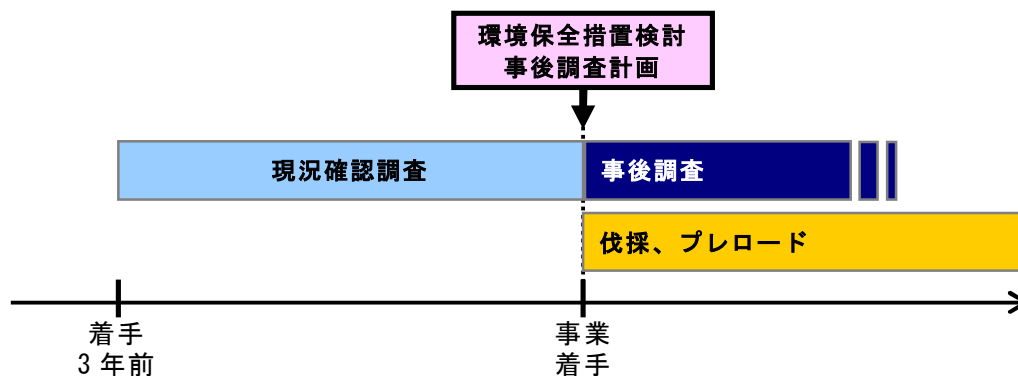 環境保全措置検討
事後調査計画
現況確認調査
事後調査
伐採、プレロード
着手
3年前
事業
着手